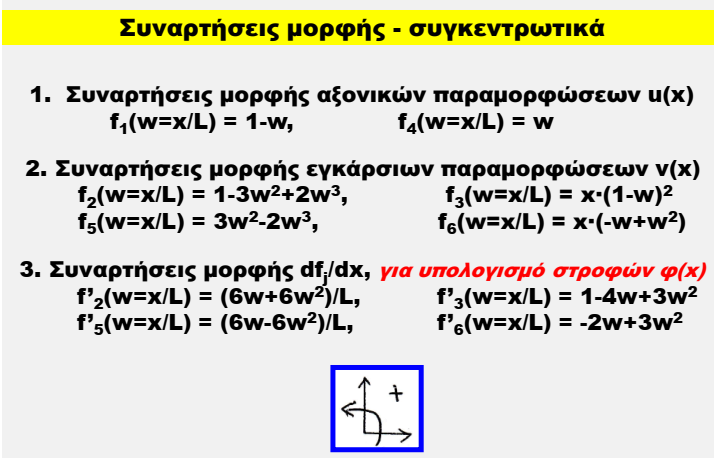 Συναρτήσεις μορφής - συγκεντρωτικά
1. Συναρτήσεις μορφής αξονικών παραμορφώσεων u(x)
f₁(w=x/L) = 1-w, f₄(w=x/L) = w
2. Συναρτήσεις μορφής εγκάρσιων παραμορφώσεων v(x)
f₂(w=x/L) = 1-3w²+2w³, f₃(w=x/L) = x·(1-w)²
f₅(w=x/L) = 3w²-2w³, f₆(w=x/L) = x·(-w+w²)
3. Συναρτήσεις μορφής dfⱼ/dx, για υπολογισμό στροφών φ(x)
f'₂(w=x/L) = (6w+6w²)/L, f'₃(w=x/L) = 1-4w+3w²
f'₅(w=x/L) = (6w-6w²)/L, f'₆(w=x/L) = -2w+3w²
+